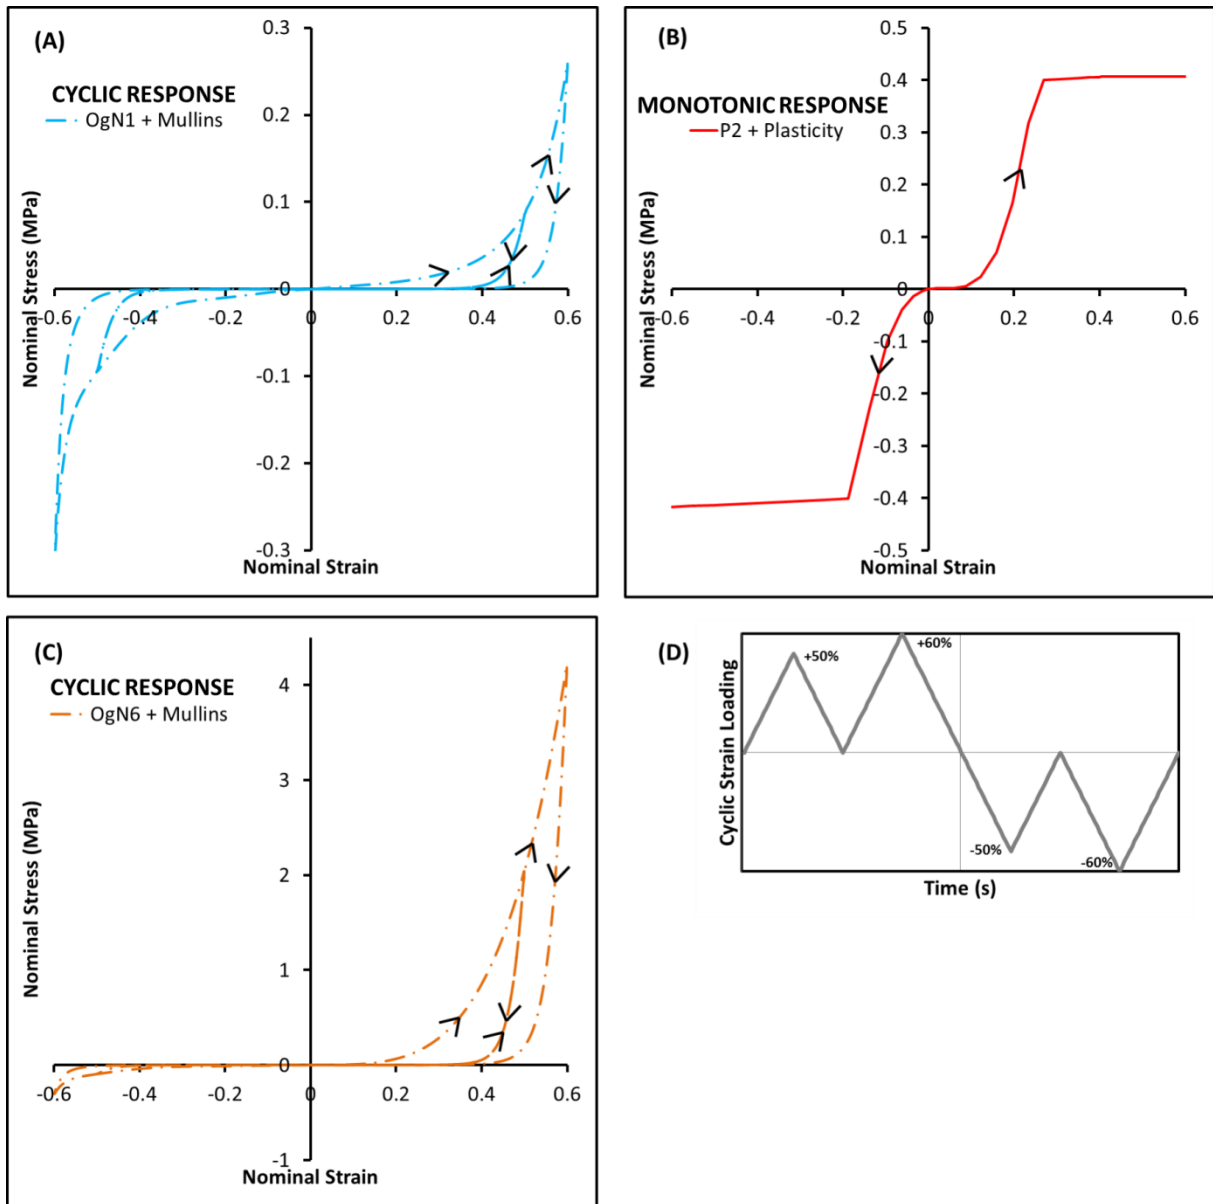 (A)
CYCLIC RESPONSE
OgN1 + Mullins
Nominal Stress (MPa)
0.3
0.2
0.1
0
-0.1
-0.2
-0.3
-0.6
-0.4
-0.2
0
0.2
0.4
0.6
Nominal Strain
(B)
MONOTONIC RESPONSE
P2 + Plasticity
Nominal Stress (MPa)
0.5
0.4
0.3
0.2
0.1
0
-0.1
-0.2
-0.3
-0.4
-0.5
-0.6
-0.4
-0.2
0
0.2
0.4
0.6
Nominal Strain
(C)
CYCLIC RESPONSE
OgN6 + Mullins
Nominal Stress (MPa)
4
3
2
1
0
-1
-0.6
-0.4
-0.2
0
0.2
0.4
0.6
Nominal Strain
(D)
Cyclic Strain Loading
+50%
+60%
-50%
-60%
Time (s)